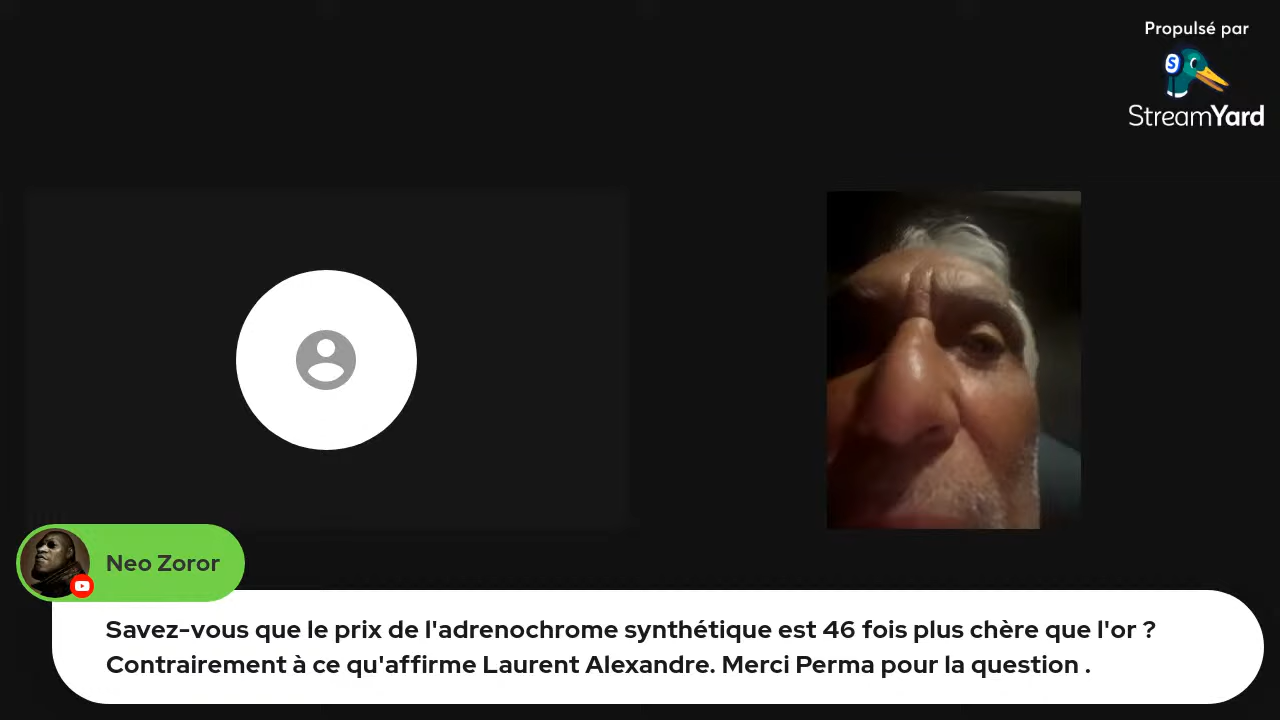 Propulsé par
StreamYard
Neo Zoror
Savez-vous que le prix de l'adrenochrome synthétique est 46 fois plus chère que l'or ?
Contrairement à ce qu'affirme Laurent Alexandre. Merci Perma pour la question .